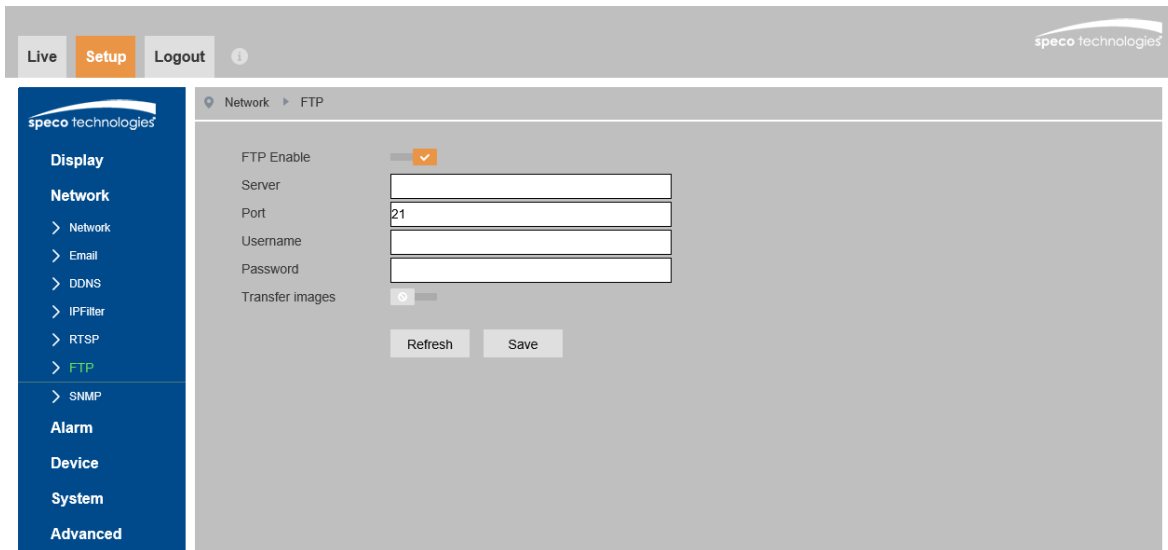 Live Setup Logout
speco technologies
speco technologies
Display
Network
Network
Email
DDNS
IPFilter
RTSP
FTP
SNMP
Alarm
Device
System
Advanced
Network FTP
FTP Enable
Server
Port 21
Username
Password
Transfer images
Refresh Save